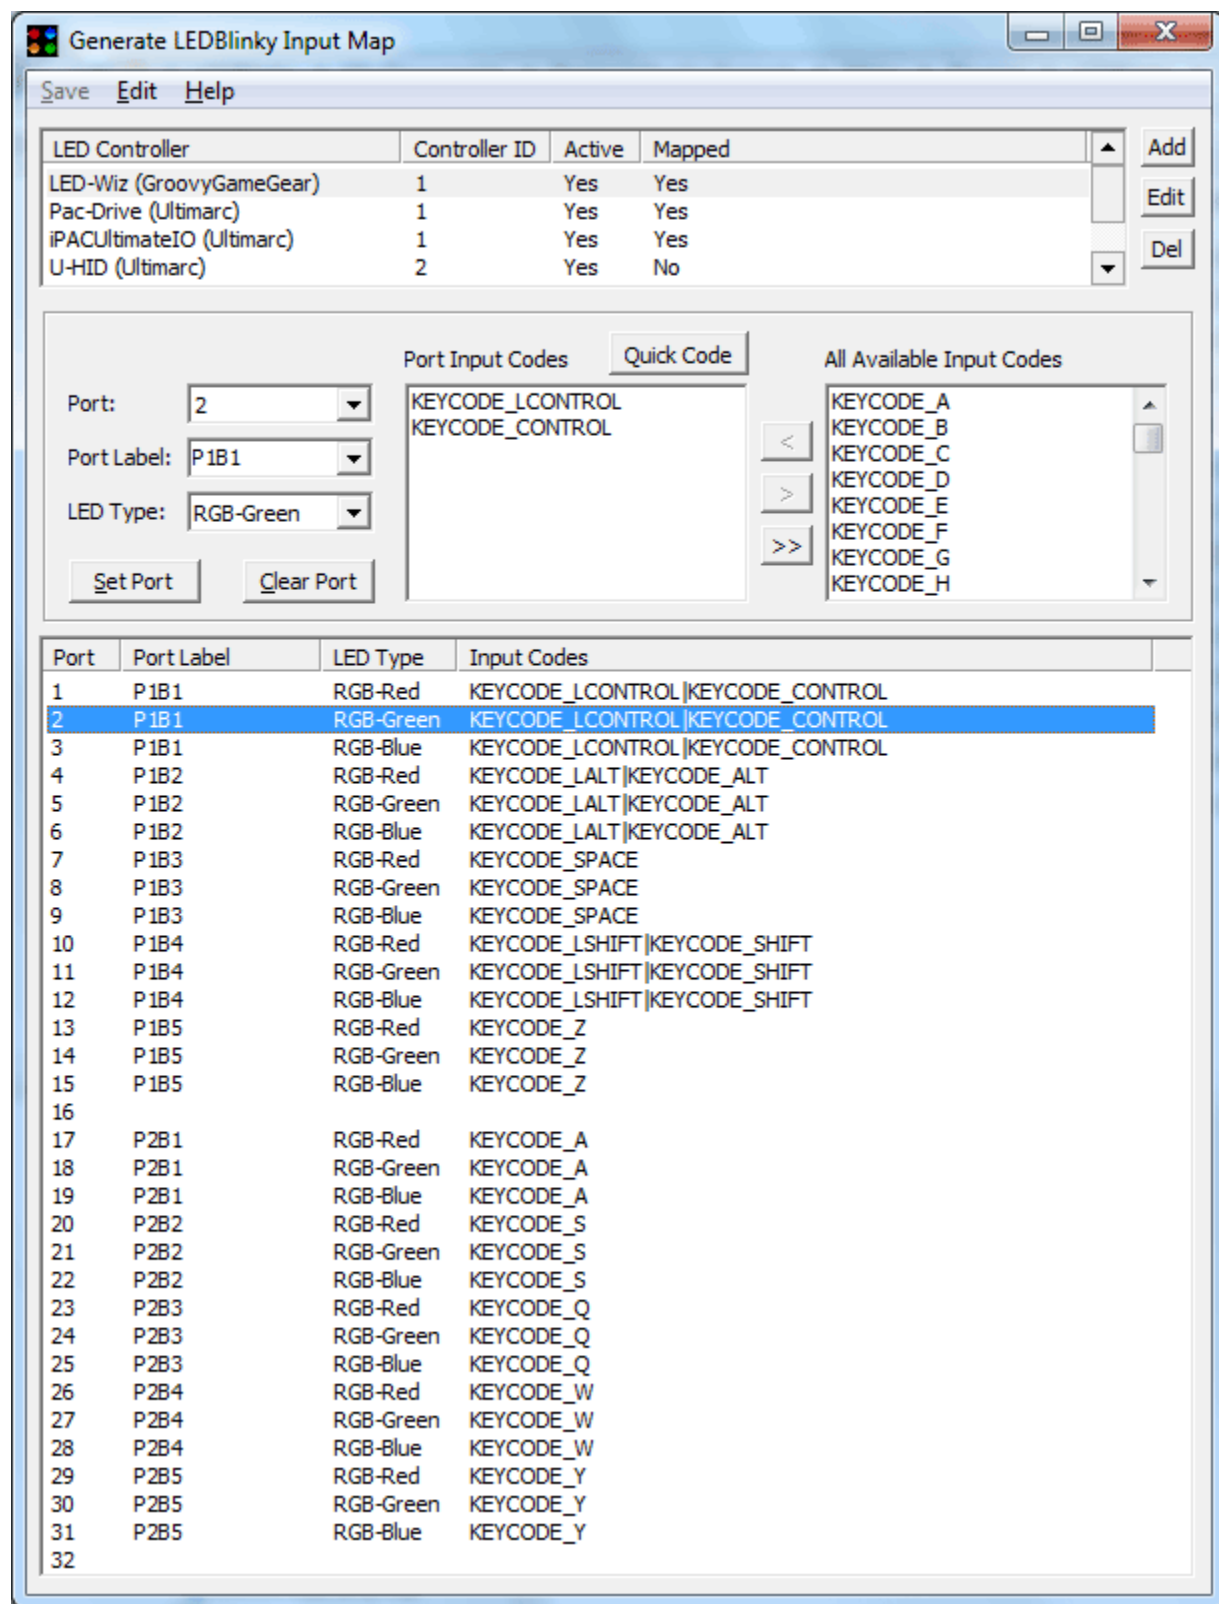 Generate LEDBlinky Input Map
Save Edit Help
LED Controller Controller ID Active Mapped
LED-Wiz (GroovyGameGear) 1 Yes Yes
Pac-Drive (Ultimarc) 1 Yes Yes
iPACUltimateIO (Ultimarc) 1 Yes Yes
U-HID (Ultimarc) 2 Yes No
Add
Edit
Del
Port Input Codes Quick Code All Available Input Codes
Port: 2
Port Label: P1B1
LED Type: RGB-Green
Set Port Clear Port
KEYCODE_LCONTROL
KEYCODE_CONTROL
<
>
>>
KEYCODE_A
KEYCODE_B
KEYCODE_C
KEYCODE_D
KEYCODE_E
KEYCODE_F
KEYCODE_G
KEYCODE_H
Port Port Label LED Type Input Codes
1 P1B1 RGB-Red KEYCODE_LCONTROL|KEYCODE_CONTROL
2 P1B1 RGB-Green KEYCODE_LCONTROL|KEYCODE_CONTROL
3 P1B1 RGB-Blue KEYCODE_LCONTROL|KEYCODE_CONTROL
4 P1B2 RGB-Red KEYCODE_LALT|KEYCODE_ALT
5 P1B2 RGB-Green KEYCODE_LALT|KEYCODE_ALT
6 P1B2 RGB-Blue KEYCODE_LALT|KEYCODE_ALT
7 P1B3 RGB-Red KEYCODE_SPACE
8 P1B3 RGB-Green KEYCODE_SPACE
9 P1B3 RGB-Blue KEYCODE_SPACE
10 P1B4 RGB-Red KEYCODE_LSHIFT|KEYCODE_SHIFT
11 P1B4 RGB-Green KEYCODE_LSHIFT|KEYCODE_SHIFT
12 P1B4 RGB-Blue KEYCODE_LSHIFT|KEYCODE_SHIFT
13 P1B5 RGB-Red KEYCODE_Z
14 P1B5 RGB-Green KEYCODE_Z
15 P1B5 RGB-Blue KEYCODE_Z
16
17 P2B1 RGB-Red KEYCODE_A
18 P2B1 RGB-Green KEYCODE_A
19 P2B1 RGB-Blue KEYCODE_A
20 P2B2 RGB-Red KEYCODE_S
21 P2B2 RGB-Green KEYCODE_S
22 P2B2 RGB-Blue KEYCODE_S
23 P2B3 RGB-Red KEYCODE_Q
24 P2B3 RGB-Green KEYCODE_Q
25 P2B3 RGB-Blue KEYCODE_Q
26 P2B4 RGB-Red KEYCODE_W
27 P2B4 RGB-Green KEYCODE_W
28 P2B4 RGB-Blue KEYCODE_W
29 P2B5 RGB-Red KEYCODE_Y
30 P2B5 RGB-Green KEYCODE_Y
31 P2B5 RGB-Blue KEYCODE_Y
32